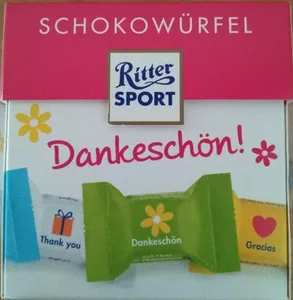 SCHOKOWÜRFEL
Ritter
SPORT
Dankeschön!
Thank you
Dankeschön
Gracias